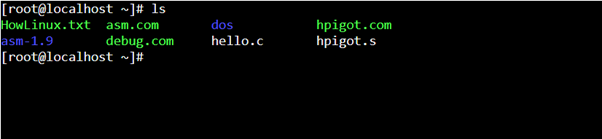 [root@localhost ~]# ls
HowLinux.txt asm.com dos hpigot.com
asm-1.9 debug.com hello.c hpigot.s
[root@localhost ~]#